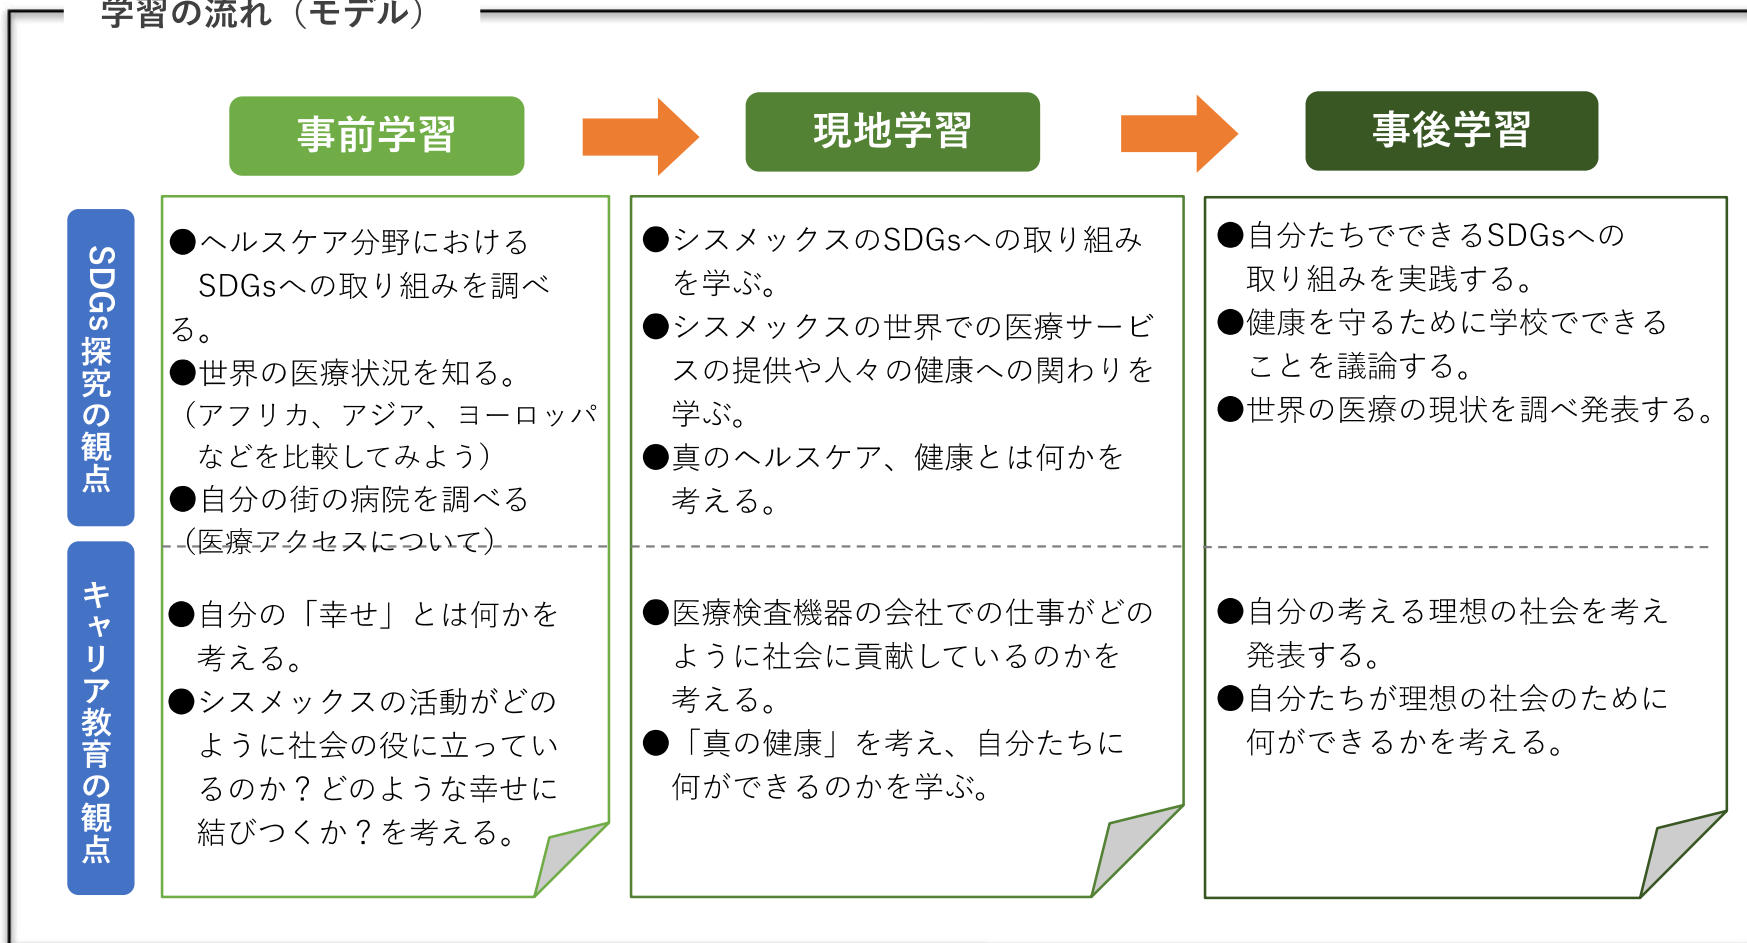 学習の流れ（モデル）
事前学習
現地学習
事後学習
SDGs探究の観点
●ヘルスケア分野における
SDGsへの取り組みを調べ
る。
●世界の医療状況を知る。
（アフリカ、アジア、ヨーロッパ
などを比較してみよう）
●自分の街の病院を調べる
（医療アクセスについて）
●シスメックスのSDGsへの取り組み
を学ぶ。
●シスメックスの世界での医療サービ
スの提供や人々の健康への関わりを
学ぶ。
●真のヘルスケア、健康とは何かを
考える。
●自分たちでできるSDGsへの
取り組みを実践する。
●健康を守るために学校でできる
ことを議論する。
●世界の医療の現状を調べ発表する。
キャリア教育の観点
●自分の「幸せ」とは何かを
考える。
●シスメックスの活動がどの
ように社会の役に立ってい
るのか？どのような幸せに
結びつくか？を考える。
●医療検査機器の会社での仕事がどの
ように社会に貢献しているのかを
考える。
●「真の健康」を考え、自分たちに
何ができるのかを学ぶ。
●自分の考える理想の社会を考え
発表する。
●自分たちが理想の社会のために
何ができるかを考える。